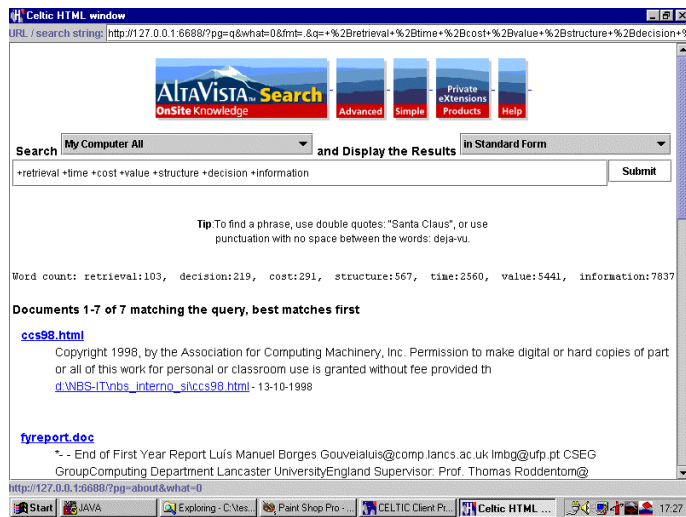 Celtic HTML window
URL / search string: http://127.0.0.1:6688/?pg=q&what=0&fmt=.&q=+%2Bretrieval+%2Btime+%2Bcost+%2Bvalue+%2Bstructure+%2Bdecision+%
ALTAVISTA Search
OnSite Knowledge
Advanced
Simple
Private eXtensions Products
Help
Search My Computer All and Display the Results in Standard Form
+retrieval +time +cost +value +structure +decision +information Submit
Tip:To find a phrase, use double quotes: "Santa Claus", or use
punctuation with no space between the words: deja-vu.
Word count: retrieval:103, decision:219, cost:291, structure:567, time:2560, value:5441, information:7837
Documents 1-7 of 7 matching the query, best matches first
ccs98.html
Copyright 1998, by the Association for Computing Machinery, Inc. Permission to make digital or hard copies of part
or all of this work for personal or classroom use is granted without fee provided th
d:\NBS-IT\nbs_interno_si\ccs98.html - 13-10-1998
fyreport.doc
*- - End of First Year Report Luís Manuel Borges Gouveialuis@comp.lancs.ac.uk lmbg@ufp.pt CSEG
GroupComputing Department Lancaster UniversityEngland Supervisor: Prof. Thomas Roddentom@
http://127.0.0.1:6688/?pg=about&what=0
Start JAVA Exploring - C:\tes... Paint Shop Pro - ... CELTIC Client Pr... Celtic HTML ... 17:27